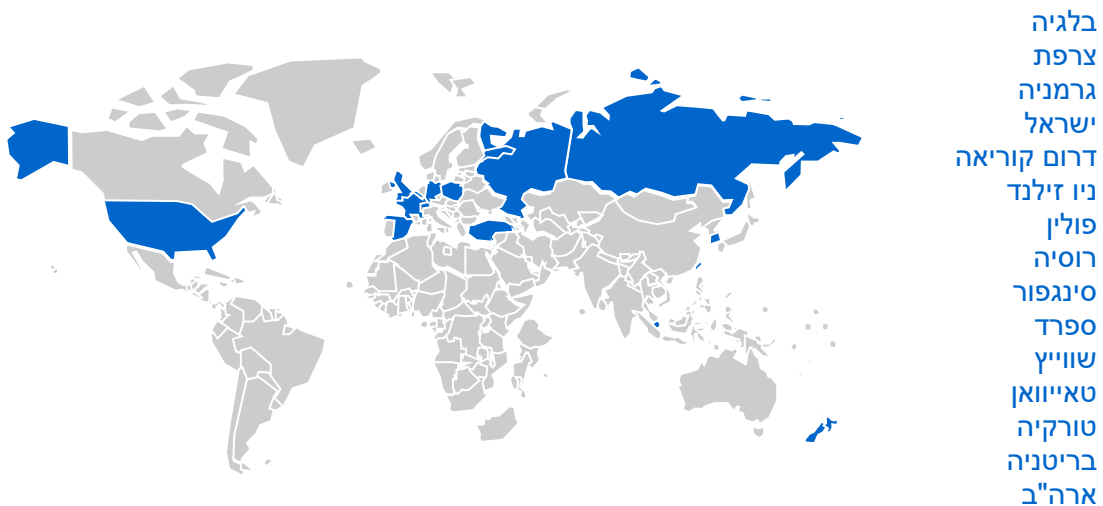 בלגיה
צרפת
גרמניה
ישראל
דרום קוריאה
ניו זילנד
פולין
רוסיה
סינגפור
ספרד
שווייץ
טאייוואן
טורקיה
בריטניה
ארה"ב